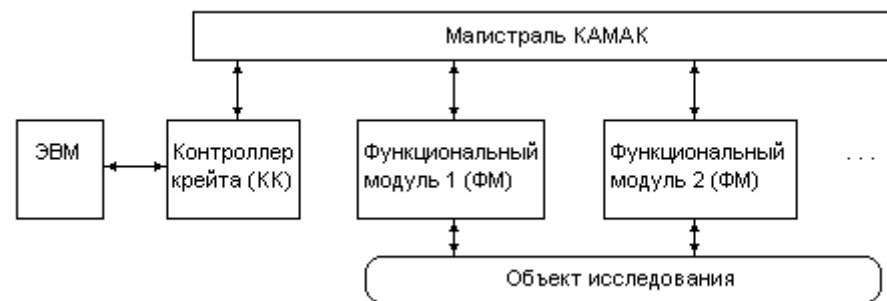 Магистраль КАМАК
ЭВМ
Контроллер
крейта (КК)
Функциональный
модуль 1 (ФМ)
Функциональный
модуль 2 (ФМ)
. . .
Объект исследования